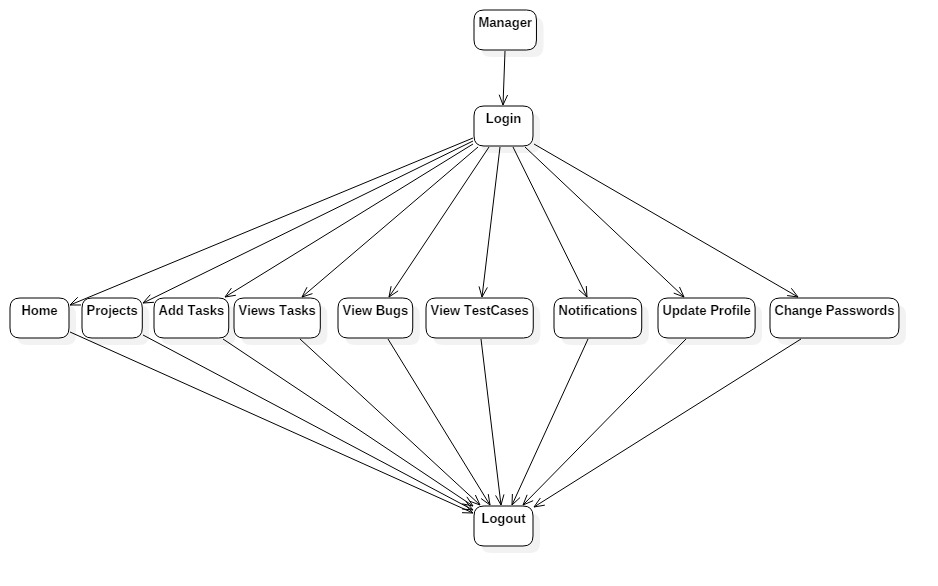 Manager
Login
Home
Projects
Add Tasks
Views Tasks
View Bugs
View TestCases
Notifications
Update Profile
Change Passwords
Logout